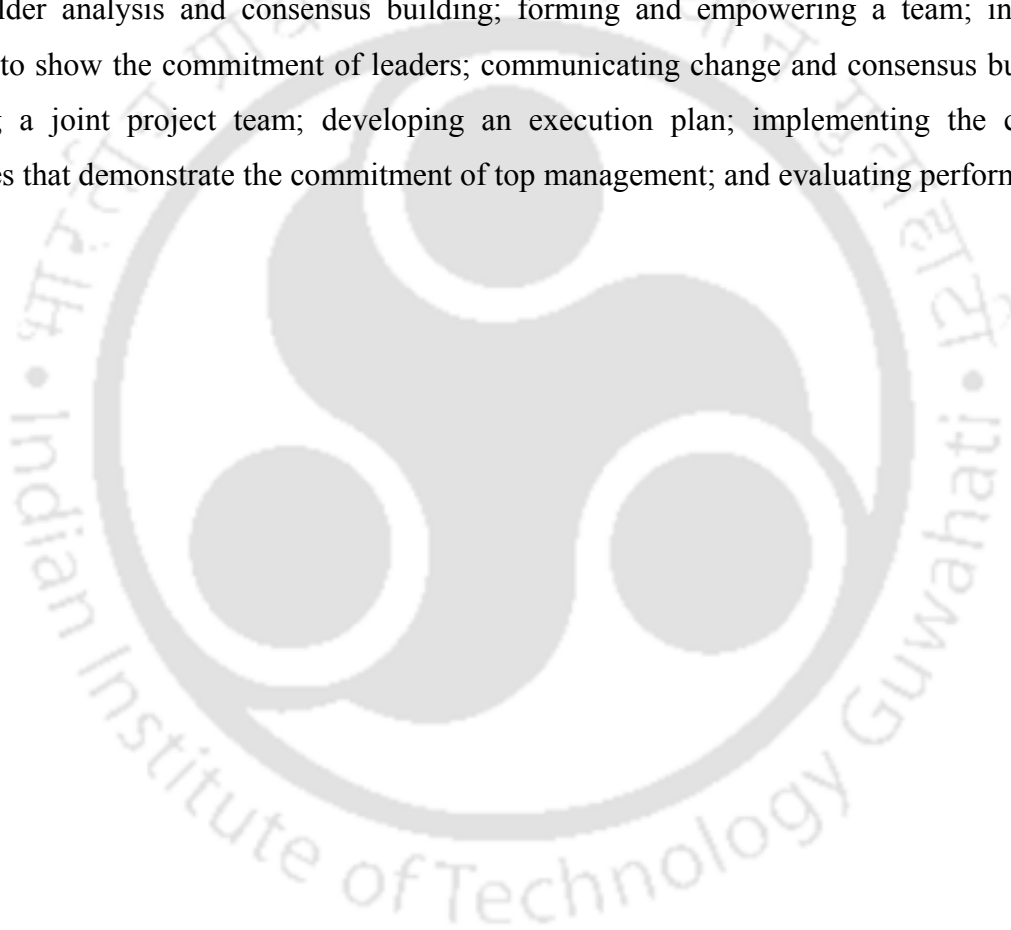 lder analysis and consensus building; forming and empowering a team; in
to show the commitment of leaders; communicating change and consensus bu
; a joint project team; developing an execution plan; implementing the c
es that demonstrate the commitment of top management; and evaluating perform
• Indian Institute of Technology Guwahati •